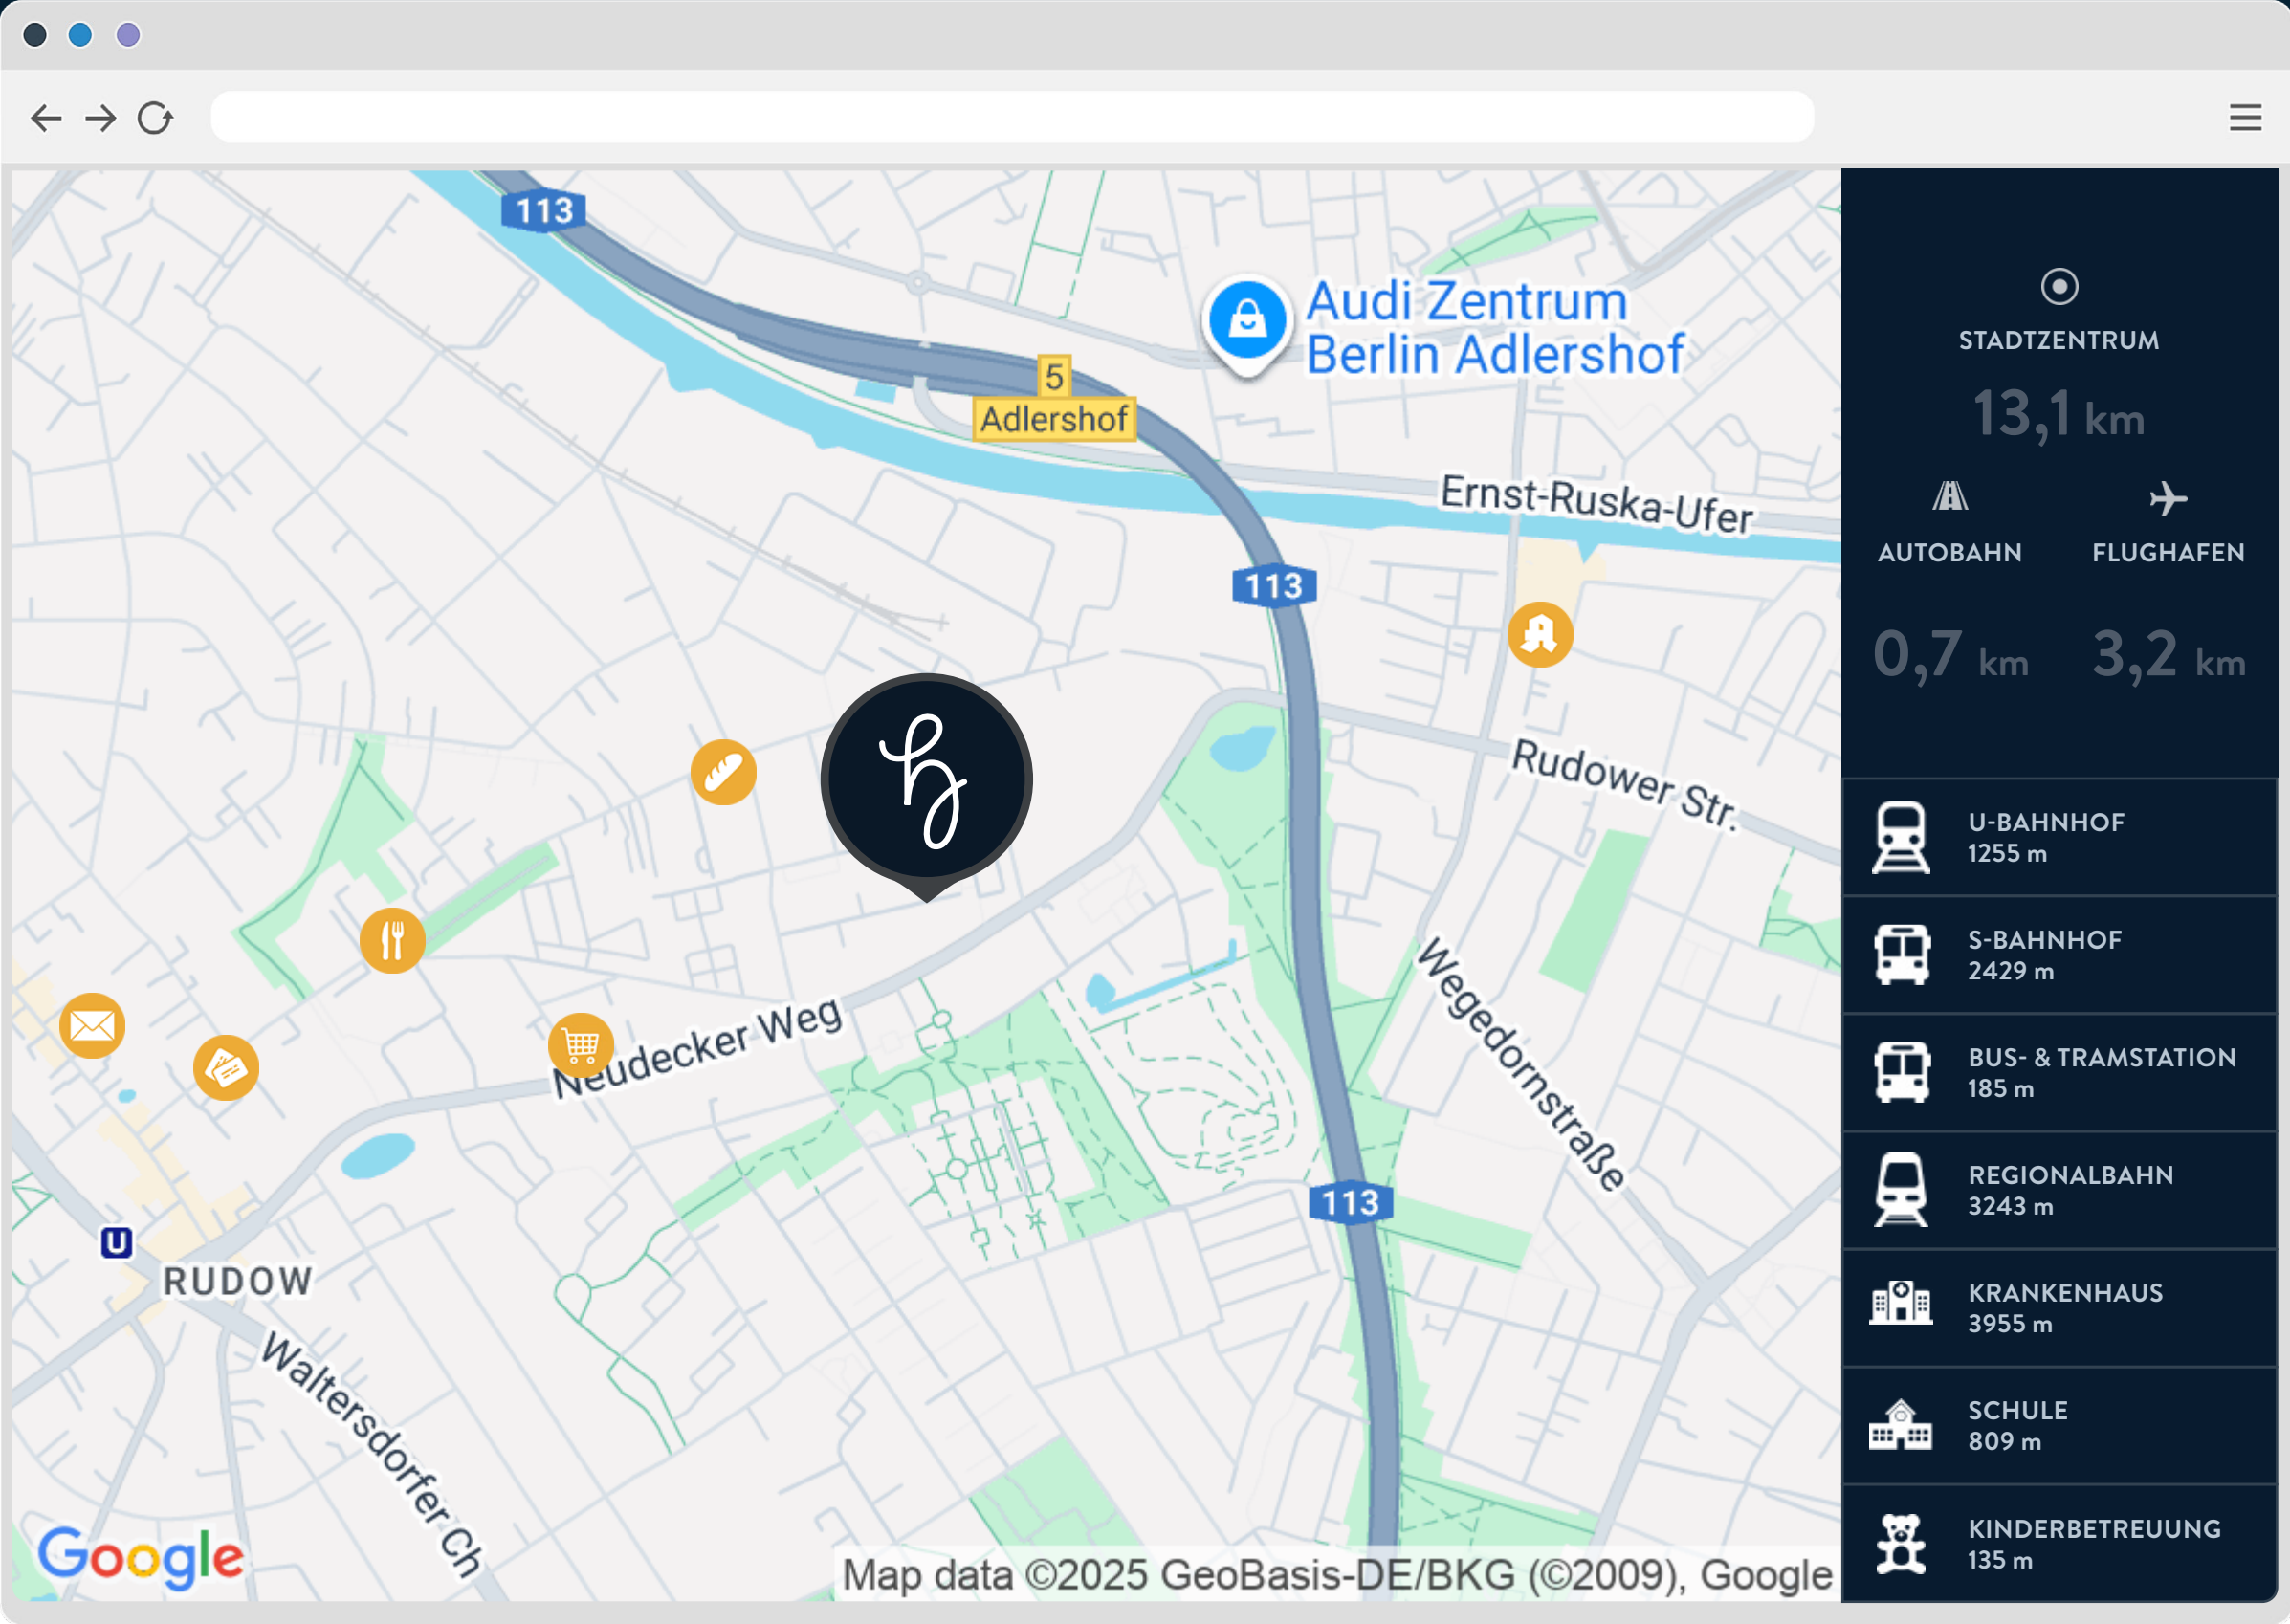 113
Audi Zentrum
Berlin Adlershof
5
Adlershof
Ernst-Ruska-Ufer
113
Rudower Str.
Wegedornstraße
Neudecker Weg
113
U
RUDOW
Waltersdorfer Ch
Google
Map data ©2025 GeoBasis-DE/BKG (©2009), Google
STADTZENTRUM
13,1 km
AUTOBAHN
0,7 km
FLUGHAFEN
3,2 km
U-BAHNHOF
1255 m
S-BAHNHOF
2429 m
BUS- & TRAMSTATION
185 m
REGIONALBAHN
3243 m
KRANKENHAUS
3955 m
SCHULE
809 m
KINDERBETREUUNG
135 m